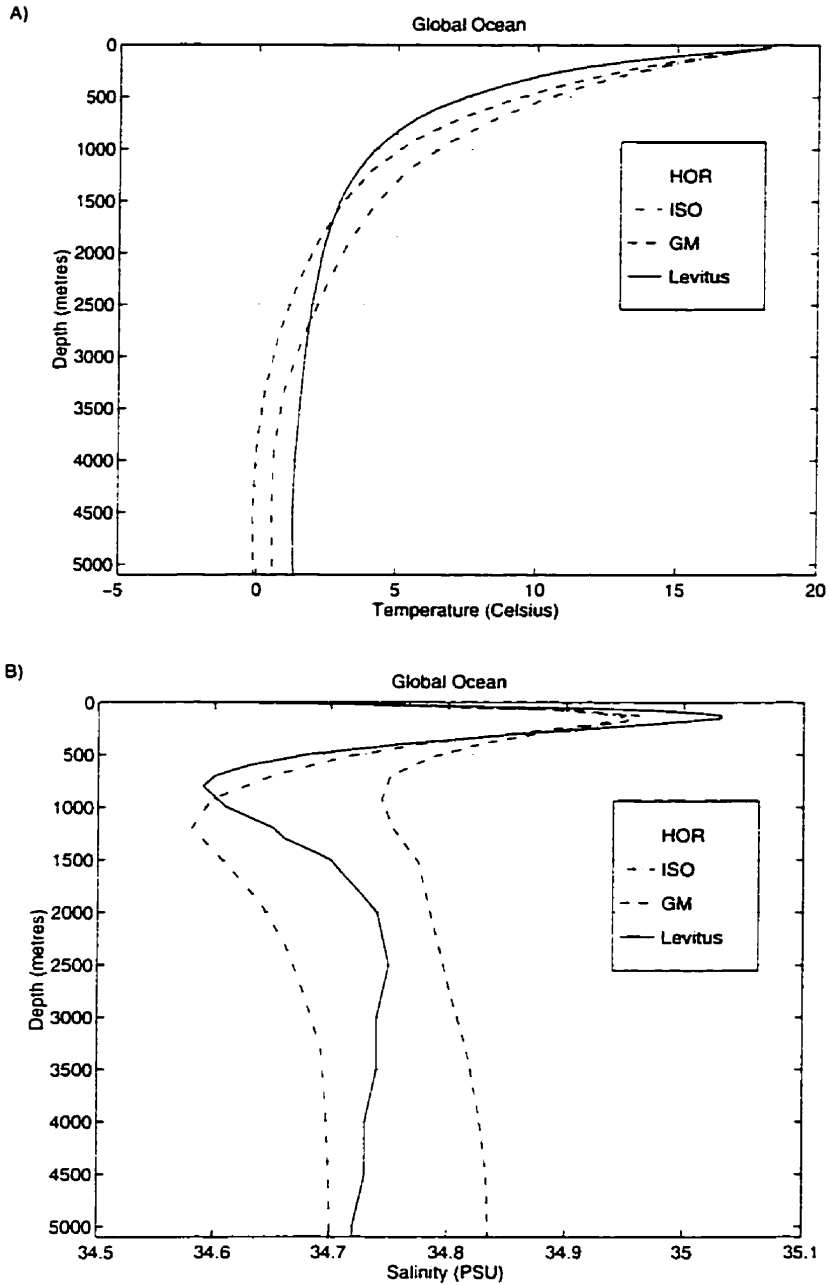 A)
Global Ocean
0
500
1000
1500
2000
2500
3000
3500
4000
4500
5000
Depth (metres)
HOR
ISO
GM
Levitus
-5
0
5
10
15
20
Temperature (Celsius)
B)
Global Ocean
0
500
1000
1500
2000
2500
3000
3500
4000
4500
5000
Depth (metres)
HOR
ISO
GM
Levitus
34.5
34.6
34.7
34.8
34.9
35
35.1
Salinity (PSU)